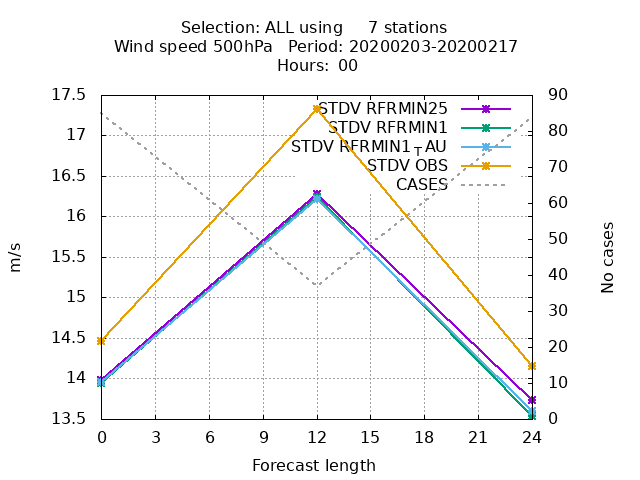 Selection: ALL using 7 stations
Wind speed 500hPa Period: 20200203-20200217
Hours: 00
17.5
17
16.5
16
15.5
15
14.5
14
13.5
m/s
STDV RFRMIN25
STDV RFRMIN1
STDV RFRMIN1_TAU
STDV OBS
CASES
90
80
70
60
50
40
30
20
10
0
No cases
0 3 6 9 12 15 18 21 24
Forecast length